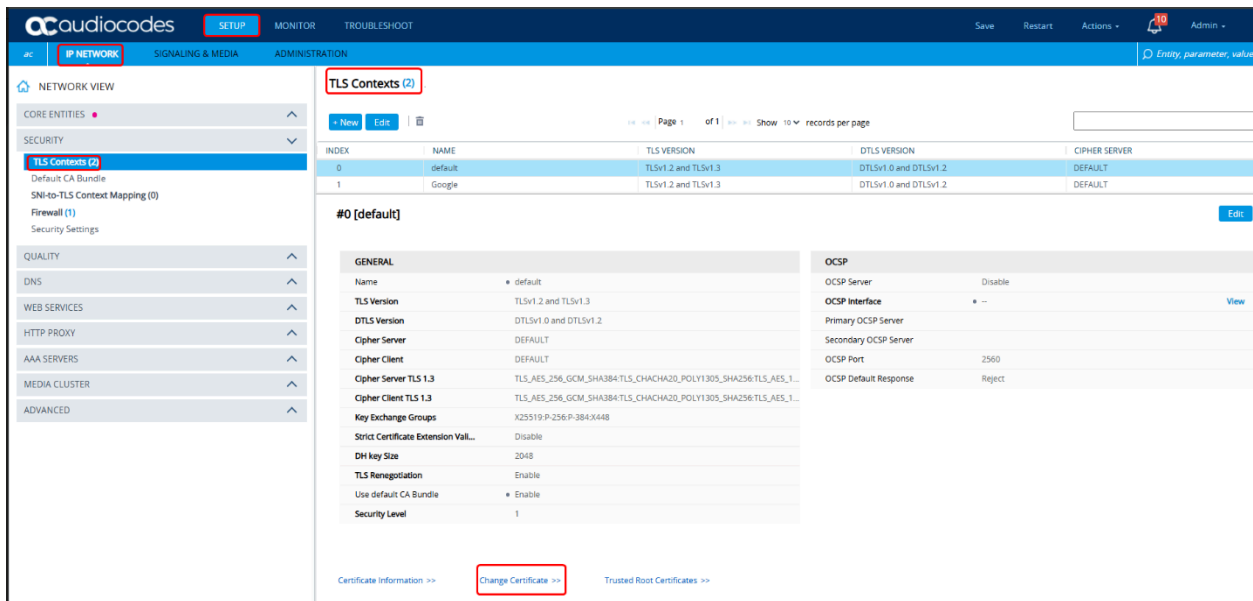 audiocodes SETUP MONITOR TROUBLESHOOT Save Restart Actions 10 Admin
ac IP NETWORK SIGNALING & MEDIA ADMINISTRATION Entity, parameter, value
NETWORK VIEW
CORE ENTITIES
SECURITY
TLS Contexts (2)
Default CA Bundle
SNI-to-TLS Context Mapping (0)
Firewall (1)
Security Settings
QUALITY
DNS
WEB SERVICES
HTTP PROXY
AAA SERVERS
MEDIA CLUSTER
ADVANCED
TLS Contexts (2)
+ New Edit Page 1 of 1 Show 10 records per page
INDEX NAME TLS VERSION DTLS VERSION CIPHER SERVER
0 default TLSv1.2 and TLSv1.3 DTLSv1.0 and DTLSv1.2 DEFAULT
1 Google TLSv1.2 and TLSv1.3 DTLSv1.0 and DTLSv1.2 DEFAULT
#0 [default] Edit
GENERAL
Name default
TLS Version TLSv1.2 and TLSv1.3
DTLS Version DTLSv1.0 and DTLSv1.2
Cipher Server DEFAULT
Cipher Client DEFAULT
Cipher Server TLS 1.3 TLS_AES_256_GCM_SHA384:TLS_CHACHA20_POLY1305_SHA256:TLS_AES_1...
Cipher Client TLS 1.3 TLS_AES_256_GCM_SHA384:TLS_CHACHA20_POLY1305_SHA256:TLS_AES_1...
Key Exchange Groups X25519:P-256:P-384:X448
Strict Certificate Extension Vali... Disable
DH key Size 2048
TLS Renegotiation Enable
Use default CA Bundle Enable
Security Level 1
OCSP
OCSP Server Disable
OCSP Interface -- View
Primary OCSP Server
Secondary OCSP Server
OCSP Port 2560
OCSP Default Response Reject
Certificate Information >> Change Certificate >> Trusted Root Certificates >>